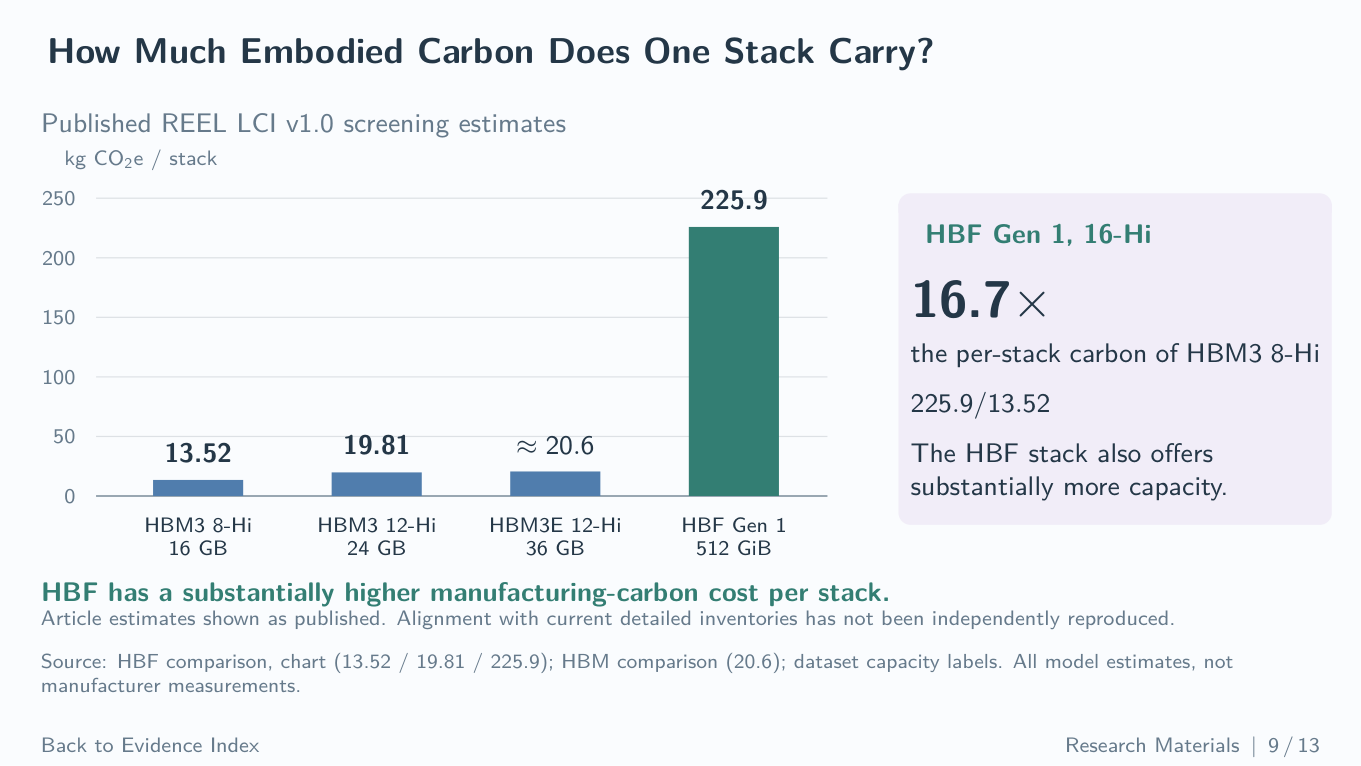 How Much Embodied Carbon Does One Stack Carry?
Published REEL LCI v1.0 screening estimates
kg CO₂e / stack
250
200
150
100
50
0
13.52
19.81
≈ 20.6
225.9
HBM3 8-Hi
16 GB
HBM3 12-Hi
24 GB
HBM3E 12-Hi
36 GB
HBF Gen 1
512 GiB
HBF Gen 1, 16-Hi
16.7×
the per-stack carbon of HBM3 8-Hi
225.9/13.52
The HBF stack also offers
substantially more capacity.
HBF has a substantially higher manufacturing-carbon cost per stack.
Article estimates shown as published. Alignment with current detailed inventories has not been independently reproduced.
Source: HBF comparison, chart (13.52 / 19.81 / 225.9); HBM comparison (20.6); dataset capacity labels. All model estimates, not
manufacturer measurements.
Back to Evidence Index
Research Materials | 9 / 13